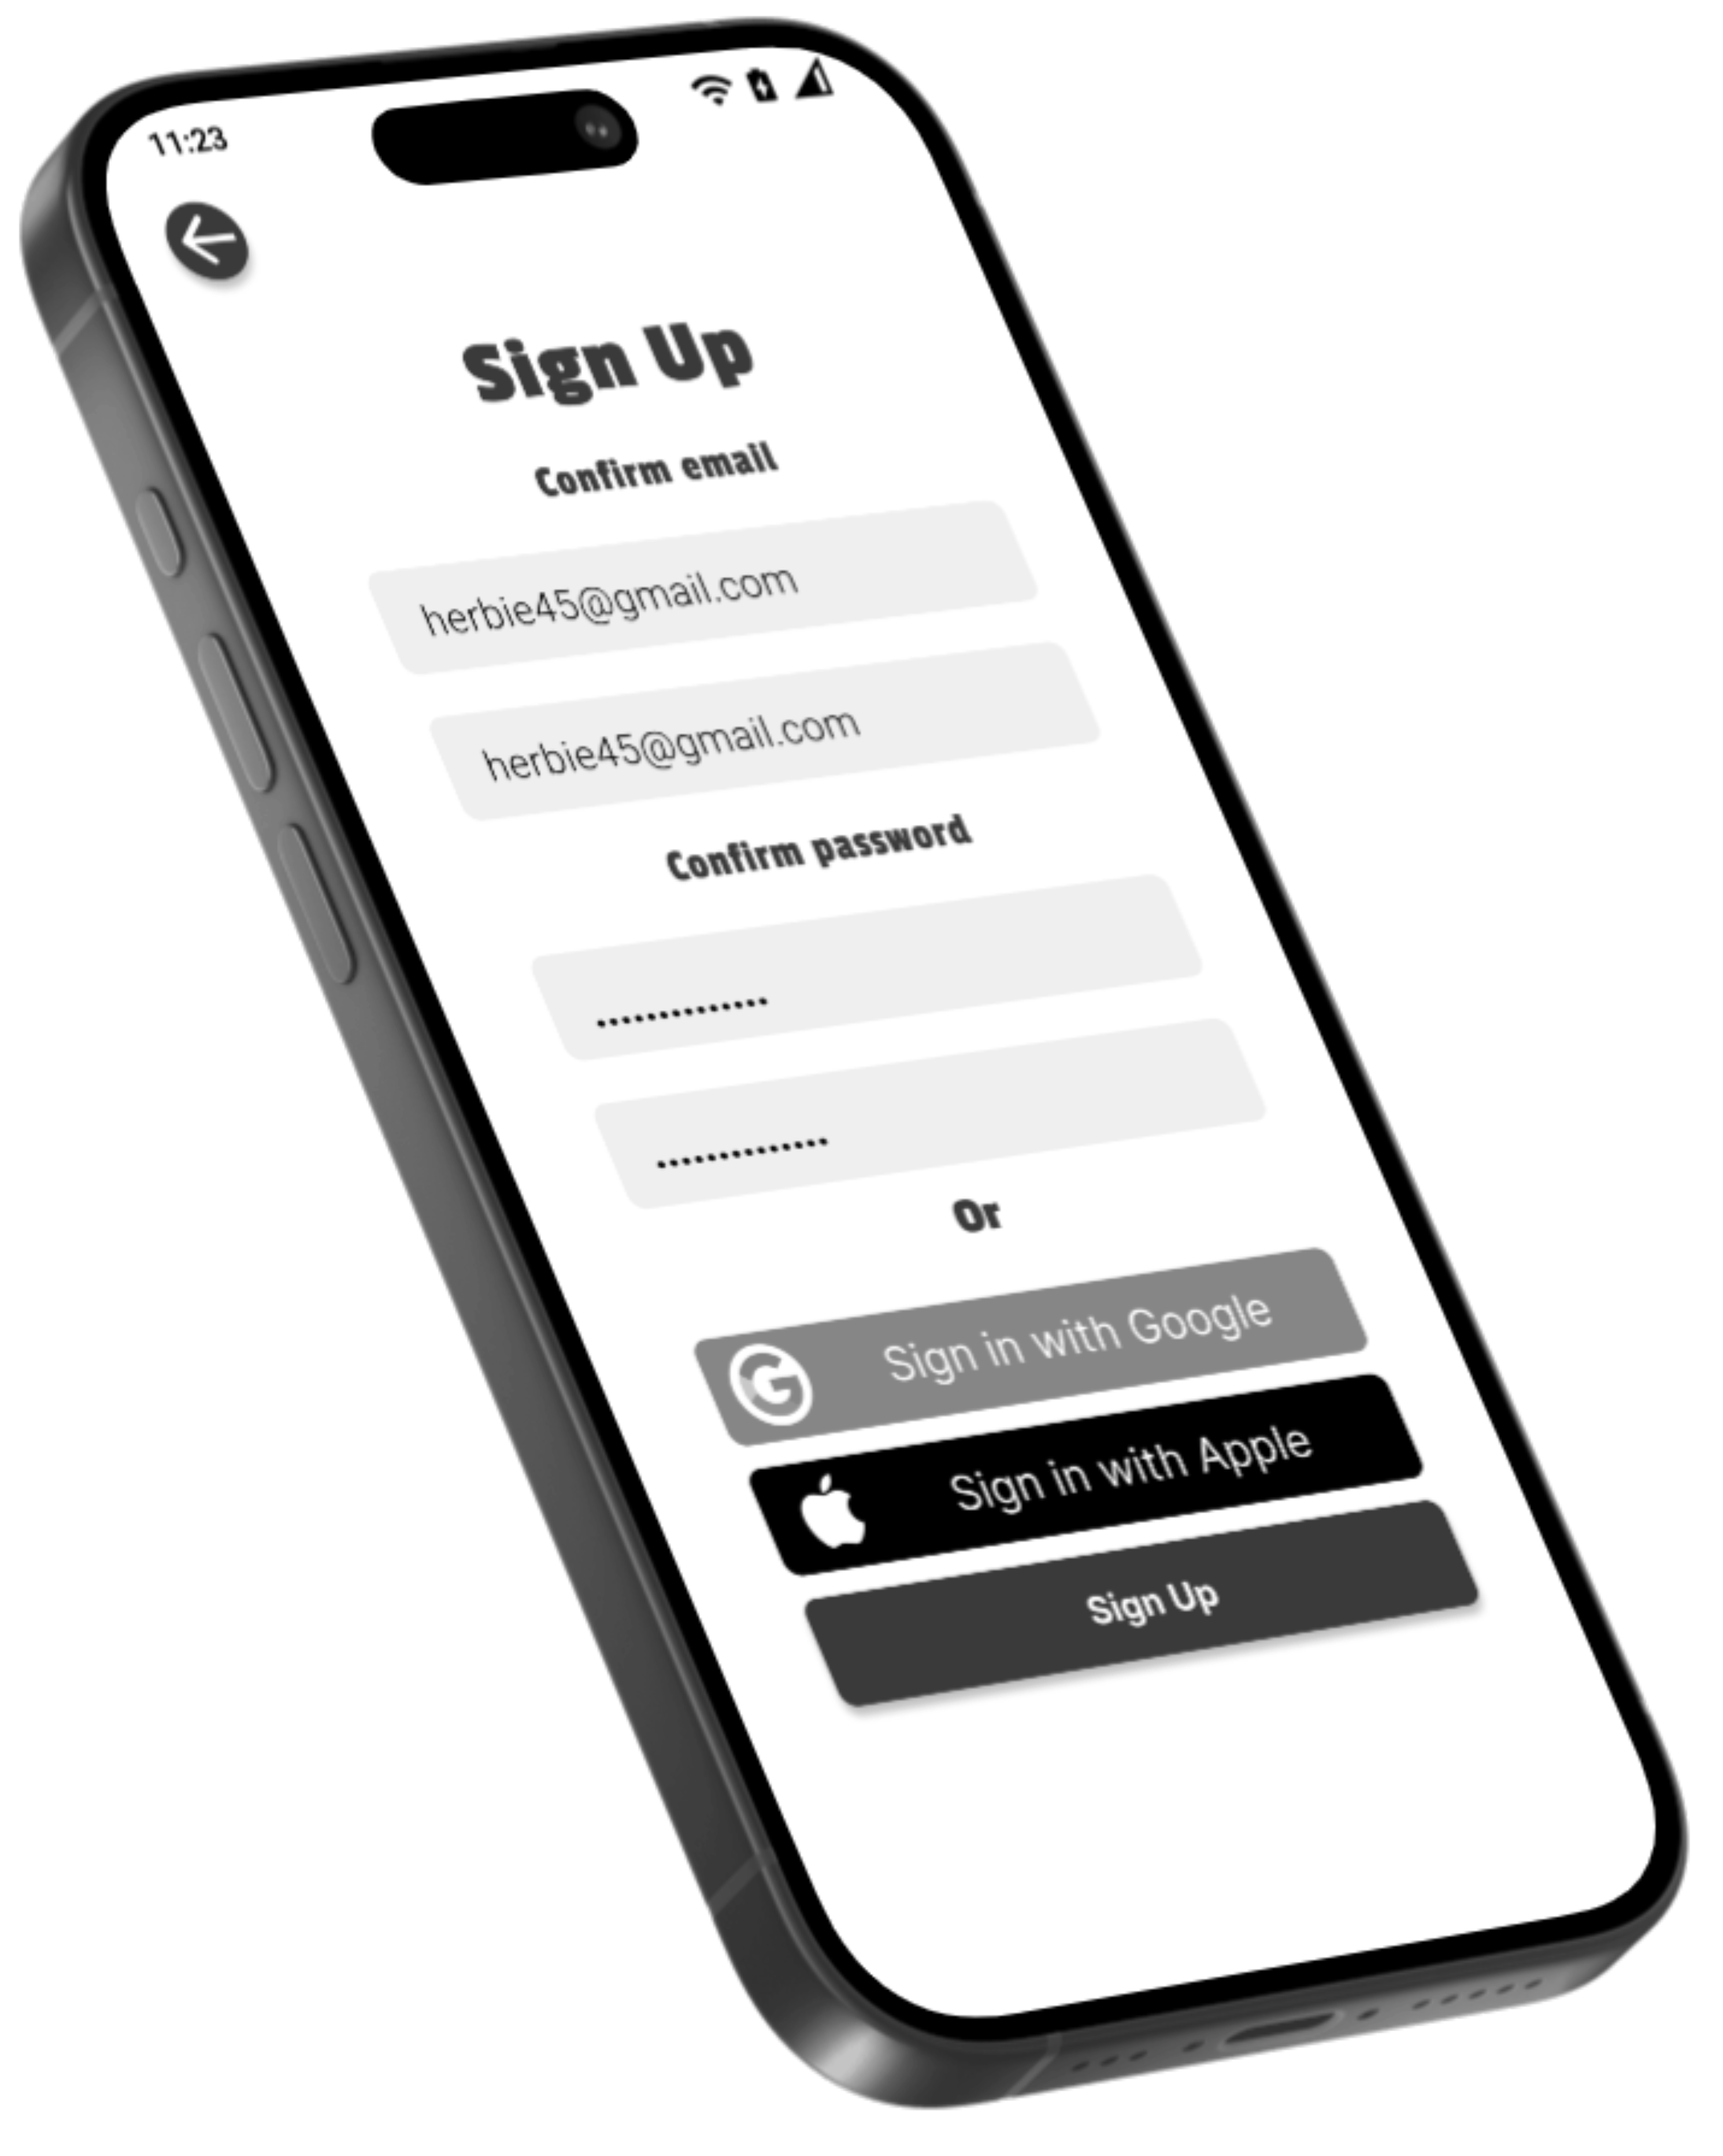 11:23
Sign Up
Confirm email
herbie45@gmail.com
herbie45@gmail.com
Confirm password
••••••••••••••
••••••••••••••
Or
G Sign in with Google
Sign in with Apple
Sign Up